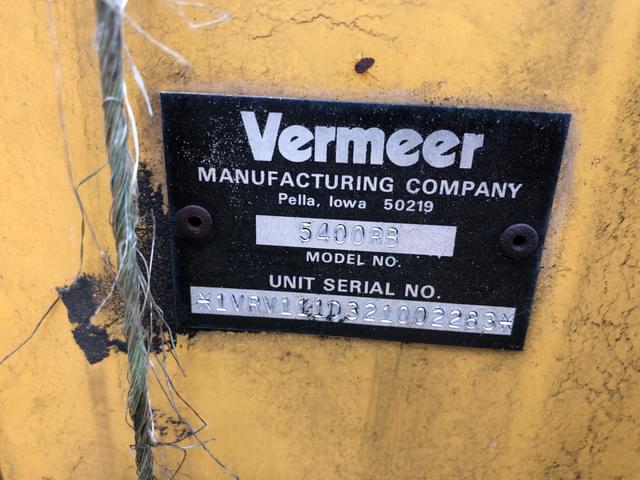 Vermeer
MANUFACTURING COMPANY
Pella, Iowa 50219
5400RB
MODEL NO.
UNIT SERIAL NO.
*1VRV111D321002283*